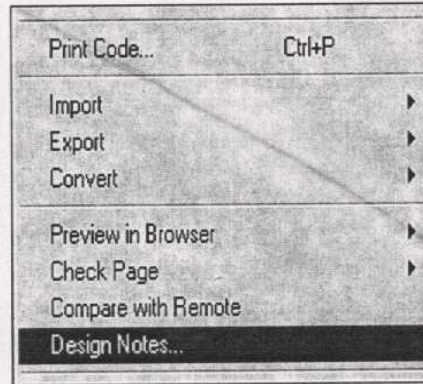 Print Code... Ctrl+P
Import
Export
Convert
Preview in Browser
Check Page
Compare with Remote
Design Notes...